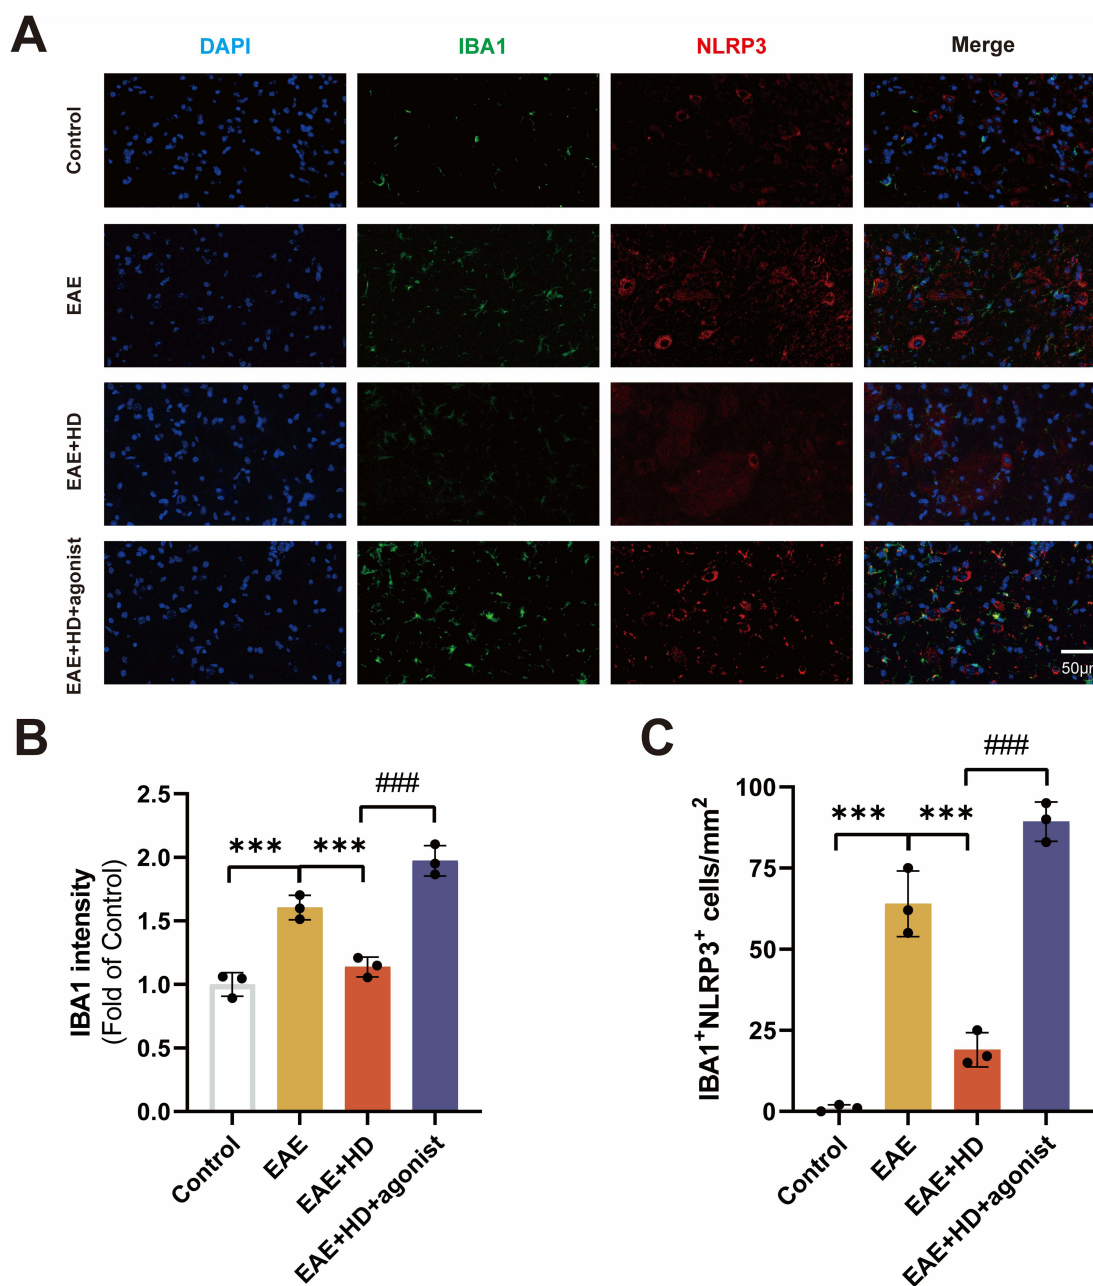 A
DAPI
IBA1
NLRP3
Merge
Control
EAE
EAE+HD
EAE+HD+agonist
50μm
B
IBA1 intensity
(Fold of Control)
2.5
2.0
1.5
1.0
0.5
0.0
***
***
###
Control
EAE
EAE+HD
EAE+HD+agonist
C
IBA1⁺NLRP3⁺ cells/mm²
100
75
50
25
0
***
***
###
Control
EAE
EAE+HD
EAE+HD+agonist